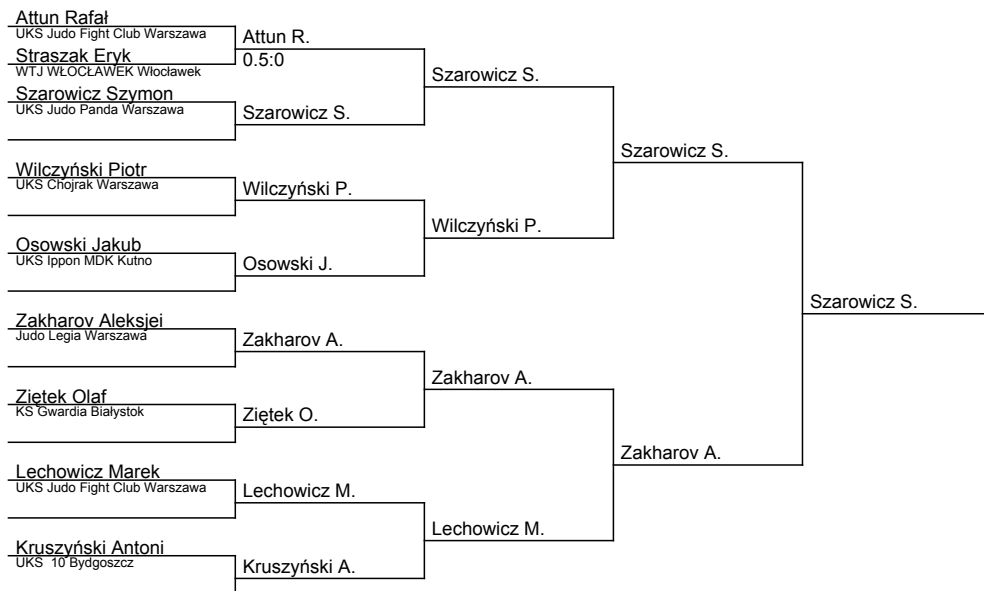 Attun Rafał
UKS Judo Fight Club Warszawa
Straszak Eryk
WTJ WŁOCŁAWEK Włocławek
Szarowicz Szymon
UKS Judo Panda Warszawa
Wilczyński Piotr
UKS Chojrak Warszawa
Osowski Jakub
UKS Ippon MDK Kutno
Zakharov Aleksjei
Judo Legia Warszawa
Ziętek Olaf
KS Gwardia Białystok
Lechowicz Marek
UKS Judo Fight Club Warszawa
Kruszyński Antoni
UKS 10 Bydgoszcz
Attun R.
0.5:0
Szarowicz S.
Wilczyński P.
Osowski J.
Zakharov A.
Ziętek O.
Lechowicz M.
Kruszyński A.
Szarowicz S.
Wilczyński P.
Zakharov A.
Lechowicz M.
Szarowicz S.
Zakharov A.
Szarowicz S.